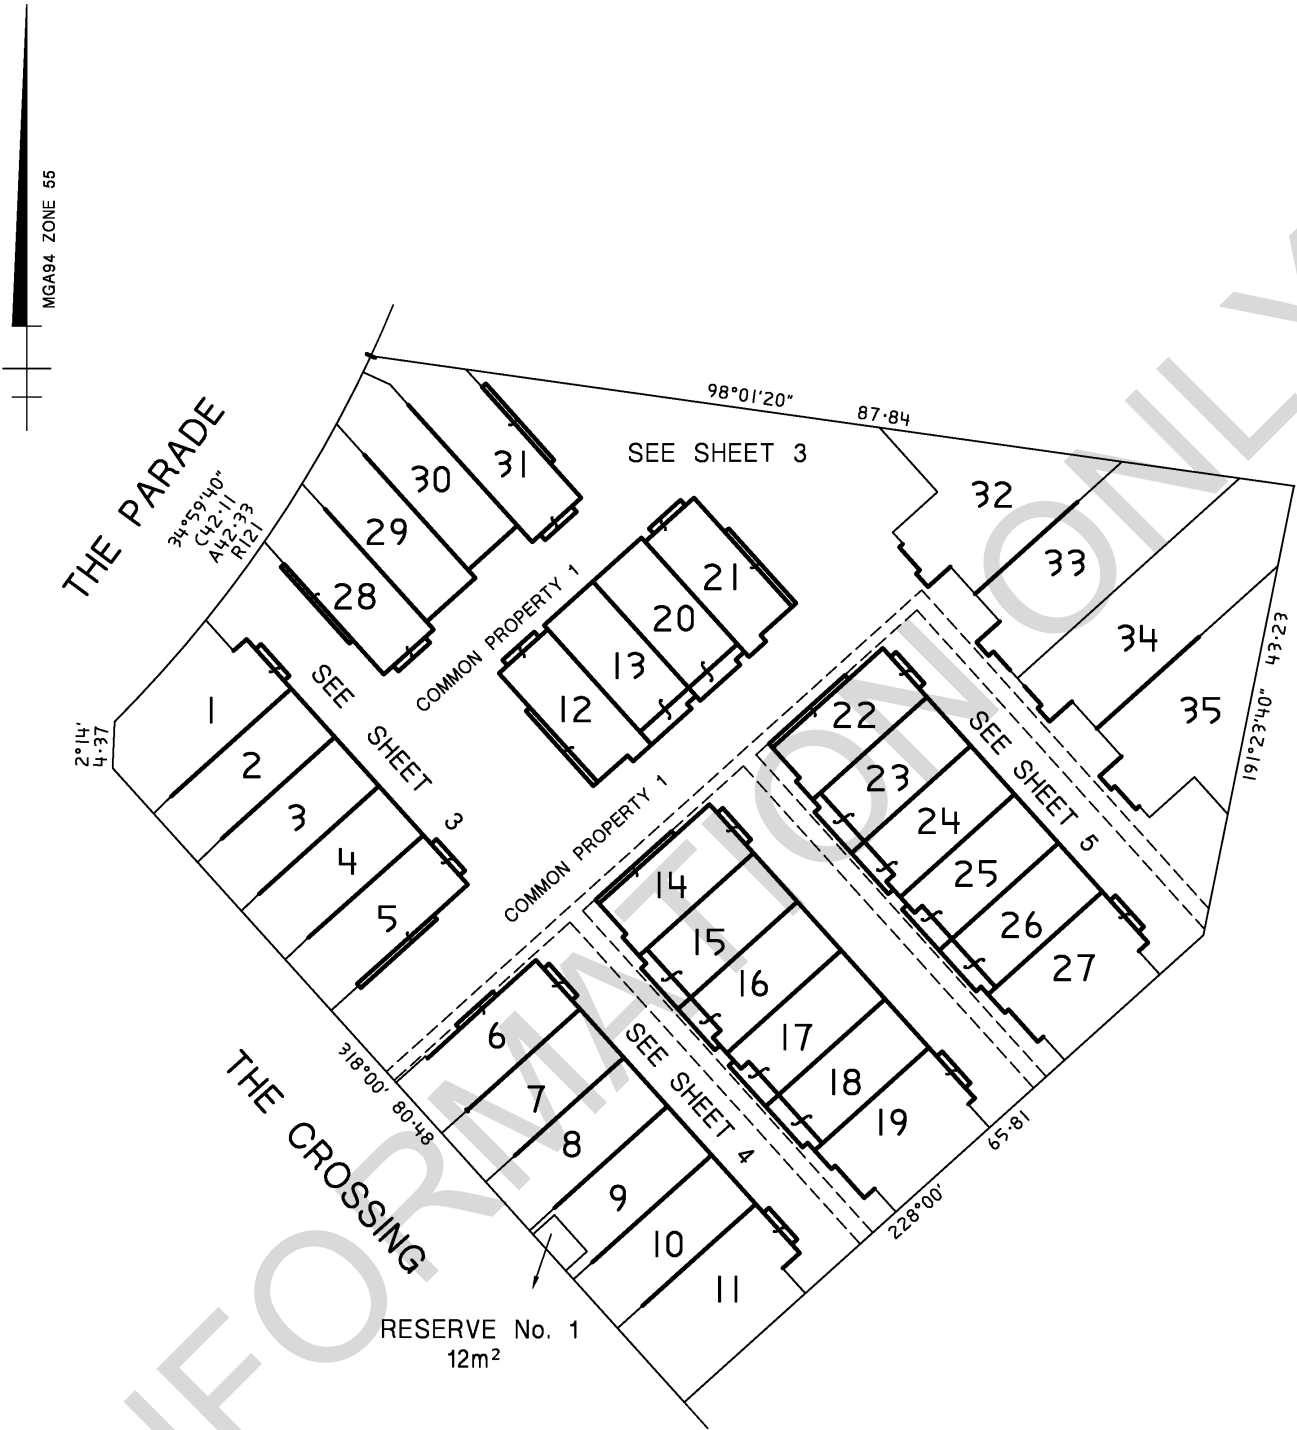 MGA94 ZONE 55
THE PARADE
34°59'40"
C42·11
A42·33
R121
98°01'20"
87·84
SEE SHEET 3
31
30
29
28
32
33
34
35
191°23'40" 43·23
COMMON PROPERTY 1
21
20
13
12
SEE SHEET 3
1
2
3
4
5
2°14'
4·37
22
23
24
25
26
27
SEE SHEET 5
COMMON PROPERTY 1
14
15
16
17
18
19
6
7
8
9
10
11
SEE SHEET 4
318°00' 80·48
THE CROSSING
65·81
228°00'
RESERVE No. 1
12m²
INFORMATION ONLY